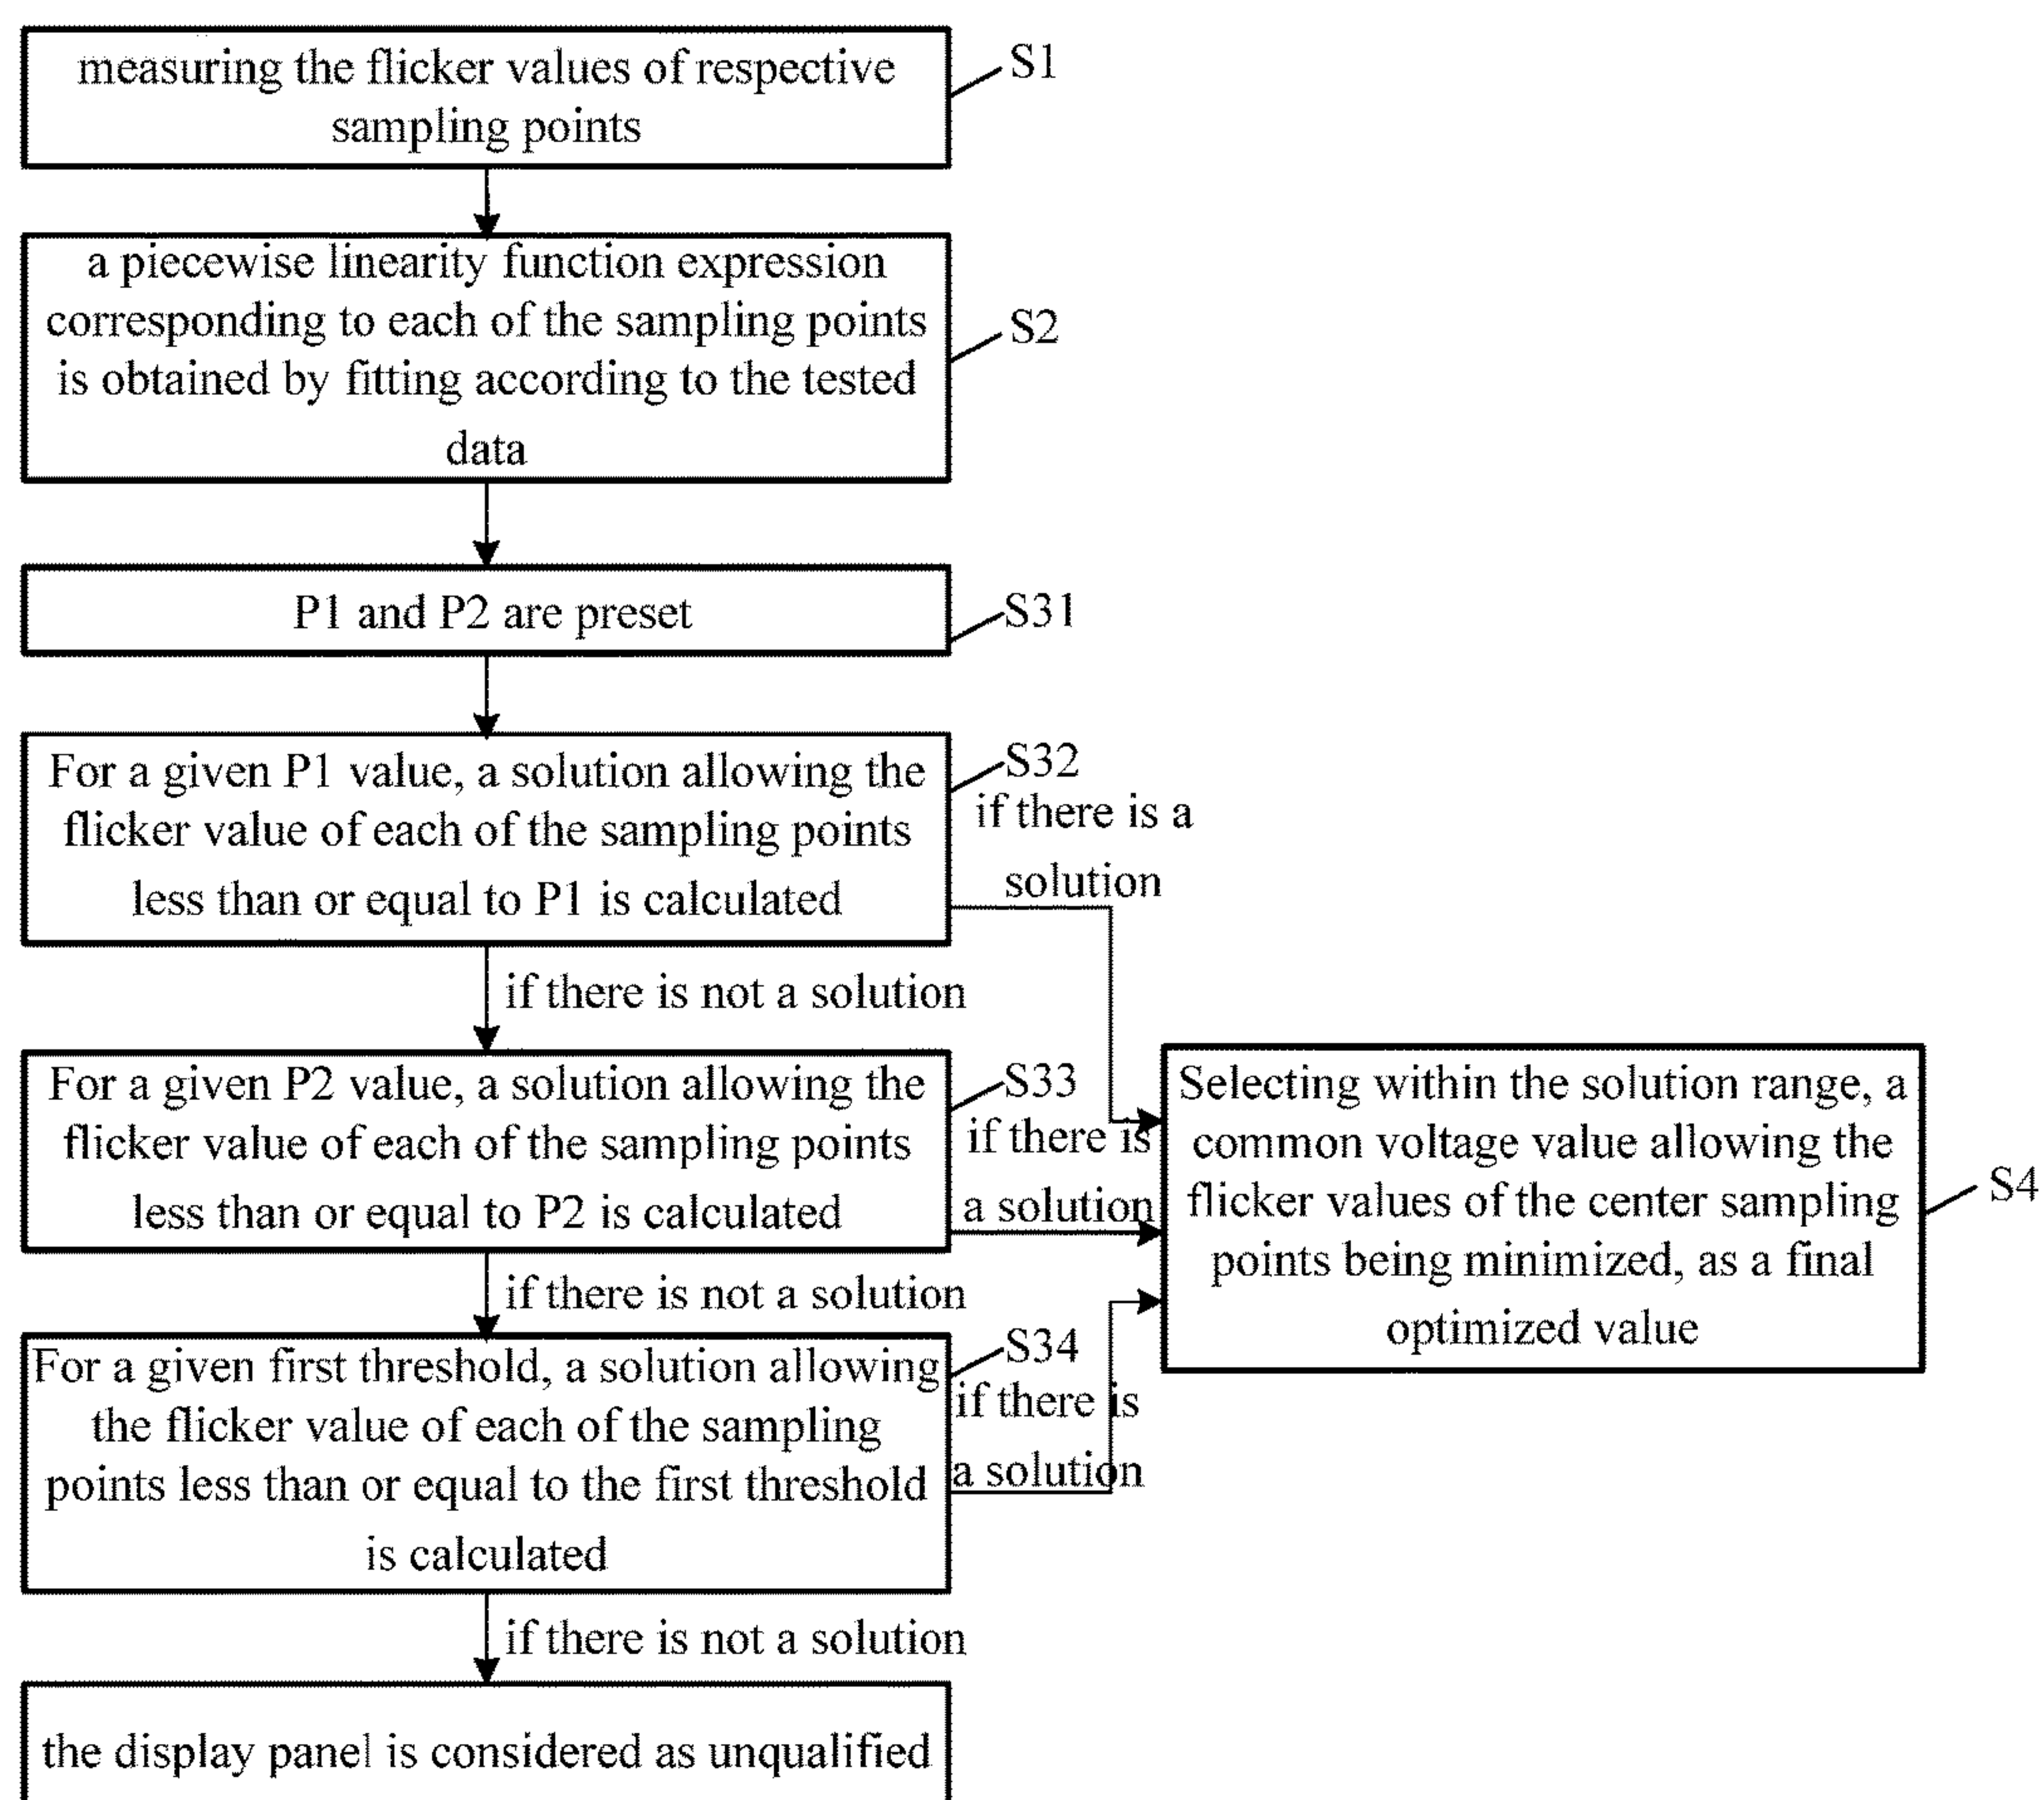 measuring the flicker values of respective
sampling points
S1
a piecewise linearity function expression
corresponding to each of the sampling points
is obtained by fitting according to the tested
data
S2
P1 and P2 are preset
S31
For a given P1 value, a solution allowing the
flicker value of each of the sampling points
less than or equal to P1 is calculated
S32
if there is a
solution
if there is not a solution
For a given P2 value, a solution allowing the
flicker value of each of the sampling points
less than or equal to P2 is calculated
S33
if there is
a solution
Selecting within the solution range, a
common voltage value allowing the
flicker values of the center sampling
points being minimized, as a final
optimized value
S4
if there is not a solution
For a given first threshold, a solution allowing
the flicker value of each of the sampling
points less than or equal to the first threshold
is calculated
S34
if there is
a solution
if there is not a solution
the display panel is considered as unqualified